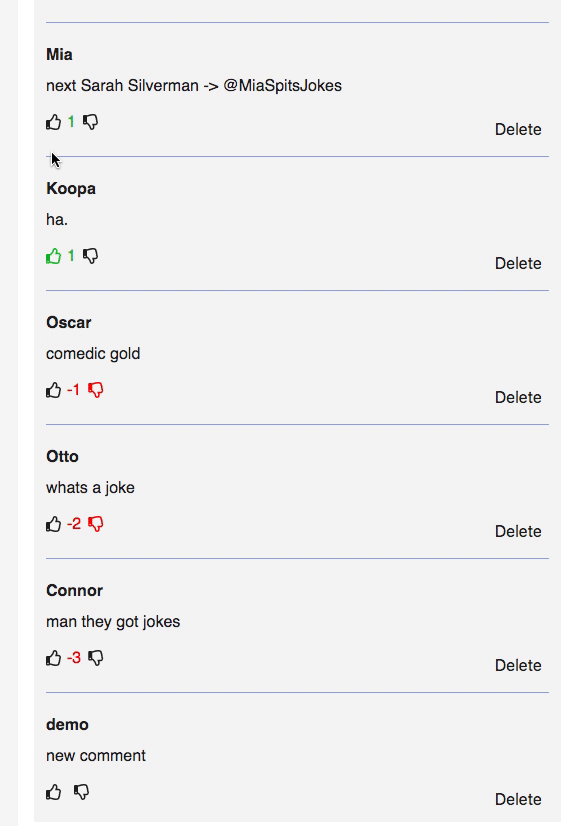 Mia
next Sarah Silverman -> @MiaSpitsJokes
1
Delete
Koopa
ha.
1
Delete
Oscar
comedic gold
-1
Delete
Otto
whats a joke
-2
Delete
Connor
man they got jokes
-3
Delete
demo
new comment
Delete